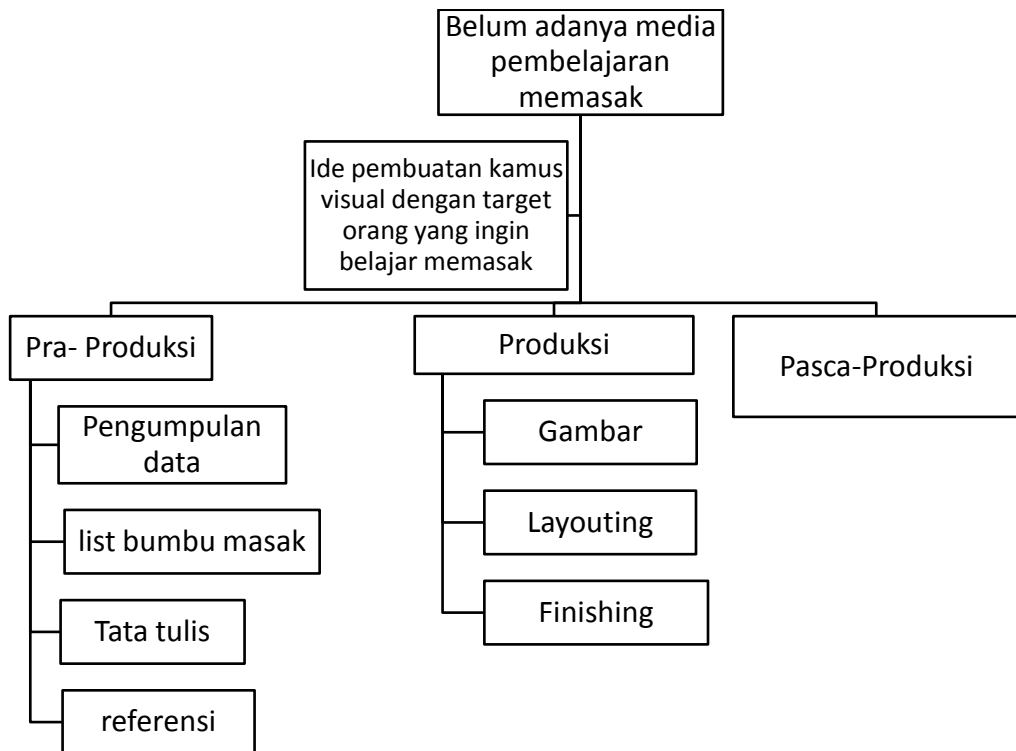 Belum adanya media
pembelajaran
memasak
Ide pembuatan kamus
visual dengan target
orang yang ingin
belajar memasak
Pra- Produksi
Pengumpulan
data
list bumbu masak
Tata tulis
referensi
Produksi
Gambar
Layouting
Finishing
Pasca-Produksi